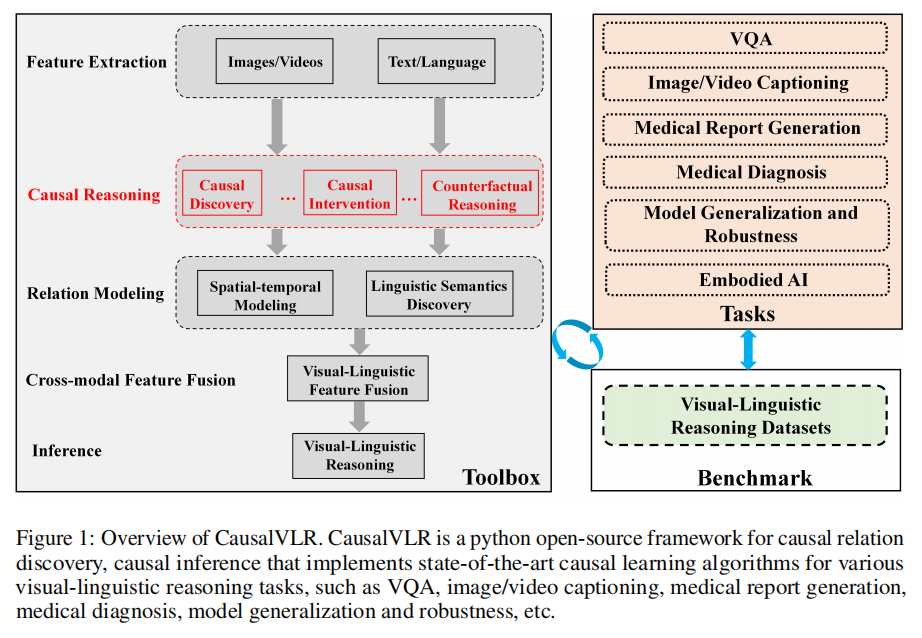 Feature Extraction
Images/Videos
Text/Language
Causal Reasoning
Causal
Discovery
...
Causal
Intervention
...
Counterfactual
Reasoning
Relation Modeling
Spatial-temporal
Modeling
Linguistic Semantics
Discovery
Cross-modal Feature Fusion
Visual-Linguistic
Feature Fusion
Inference
Visual-Linguistic
Reasoning
Toolbox
VQA
Image/Video Captioning
Medical Report Generation
Medical Diagnosis
Model Generalization and
Robustness
Embodied AI
Tasks
Visual-Linguistic
Reasoning Datasets
Benchmark
Figure 1: Overview of CausalVLR. CausalVLR is a python open-source framework for causal relation
discovery, causal inference that implements state-of-the-art causal learning algorithms for various
visual-linguistic reasoning tasks, such as VQA, image/video captioning, medical report generation,
medical diagnosis, model generalization and robustness, etc.